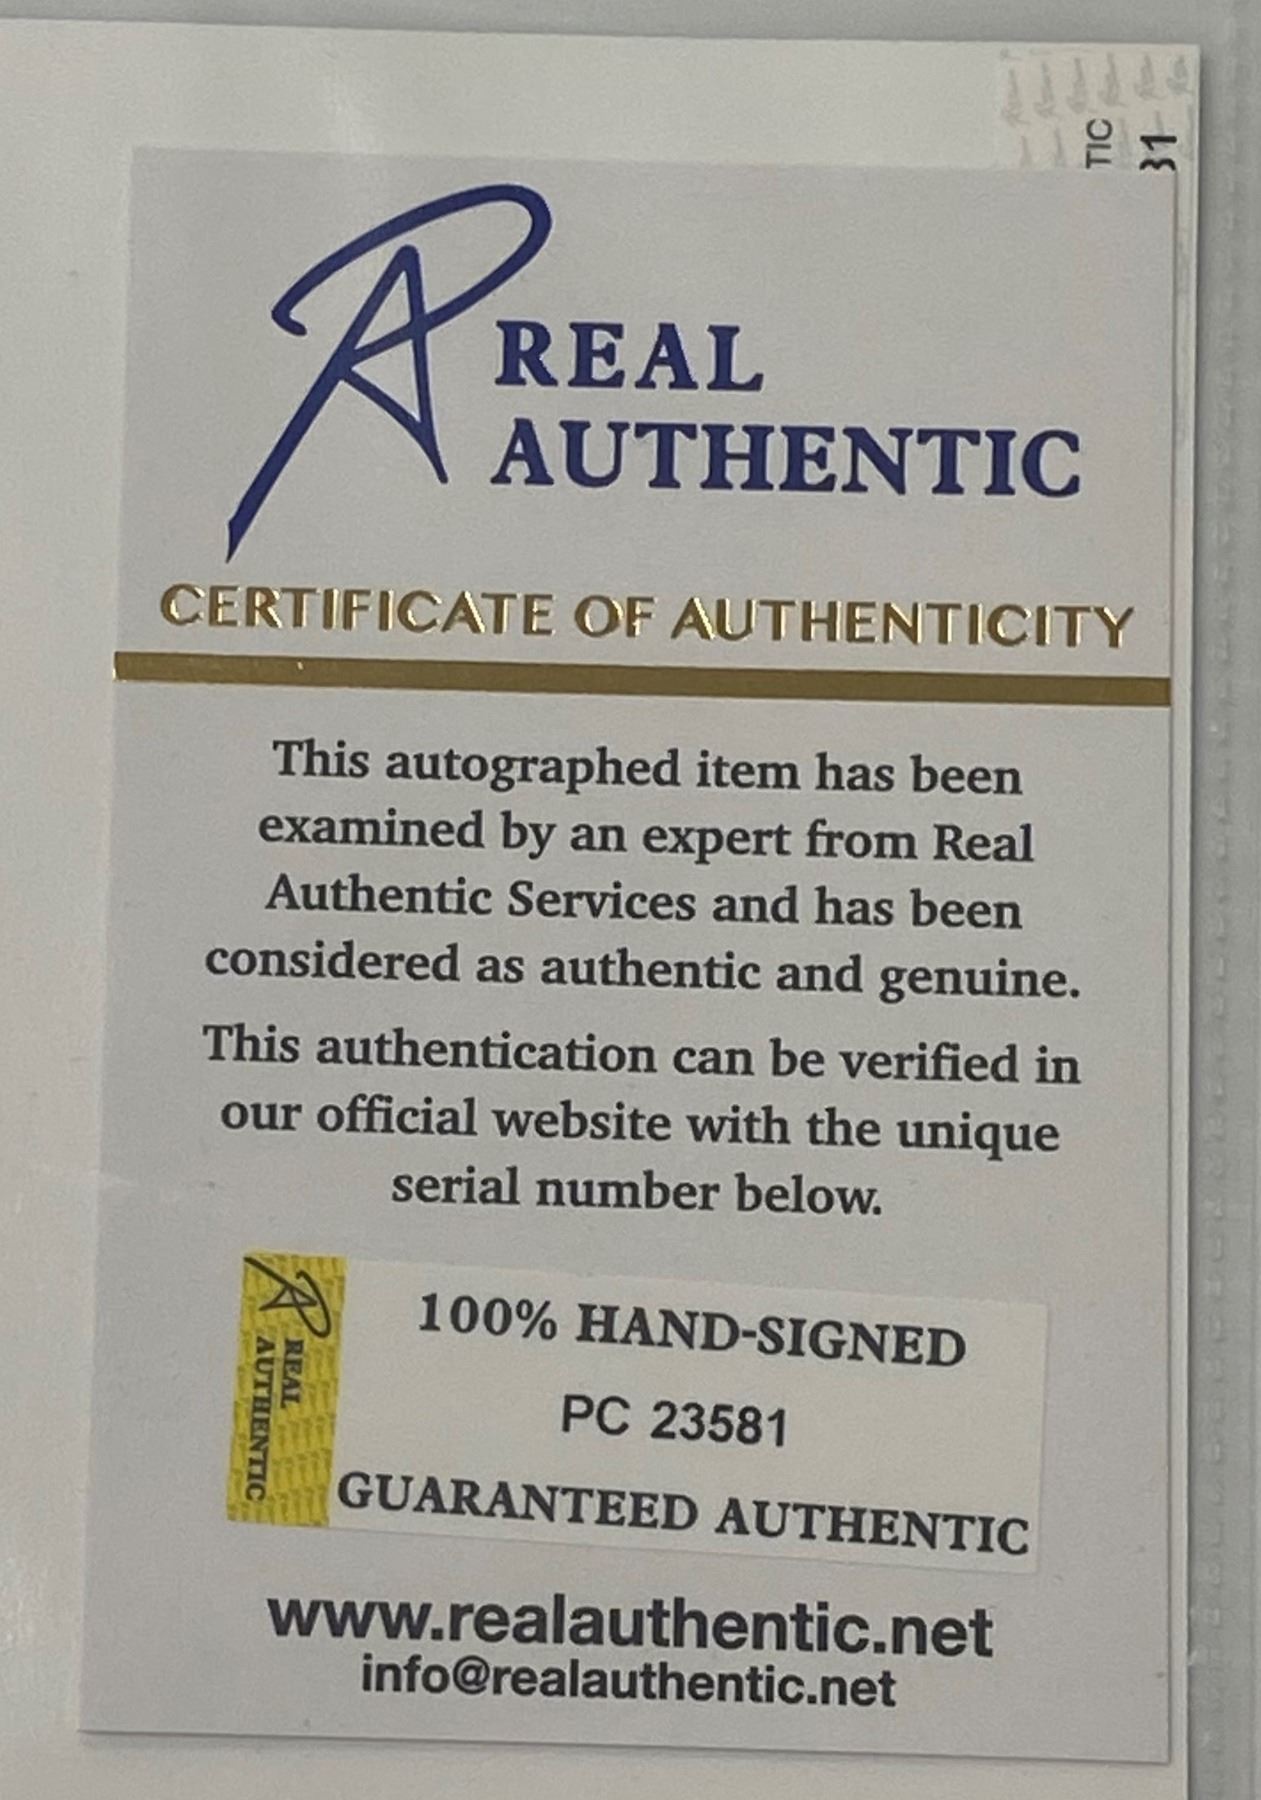 TIC
31
REAL
AUTHENTIC
CERTIFICATE OF AUTHENTICITY
This autographed item has been
examined by an expert from Real
Authentic Services and has been
considered as authentic and genuine.
This authentication can be verified in
our official website with the unique
serial number below.
REAL
AUTHENTIC
100% HAND-SIGNED
PC 23581
GUARANTEED AUTHENTIC
www.realauthentic.net
info@realauthentic.net